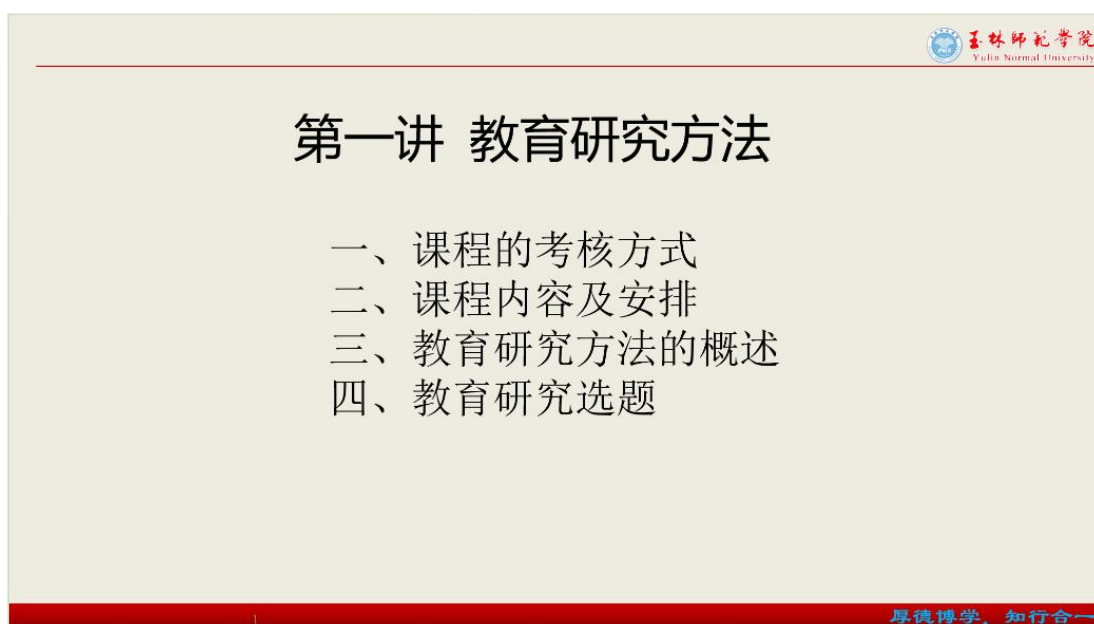 玉林师范学院
Yulin Normal University
第一讲 教育研究方法
一、课程的考核方式
二、课程内容及安排
三、教育研究方法的概述
四、教育研究选题
1
厚德博学，知行合一